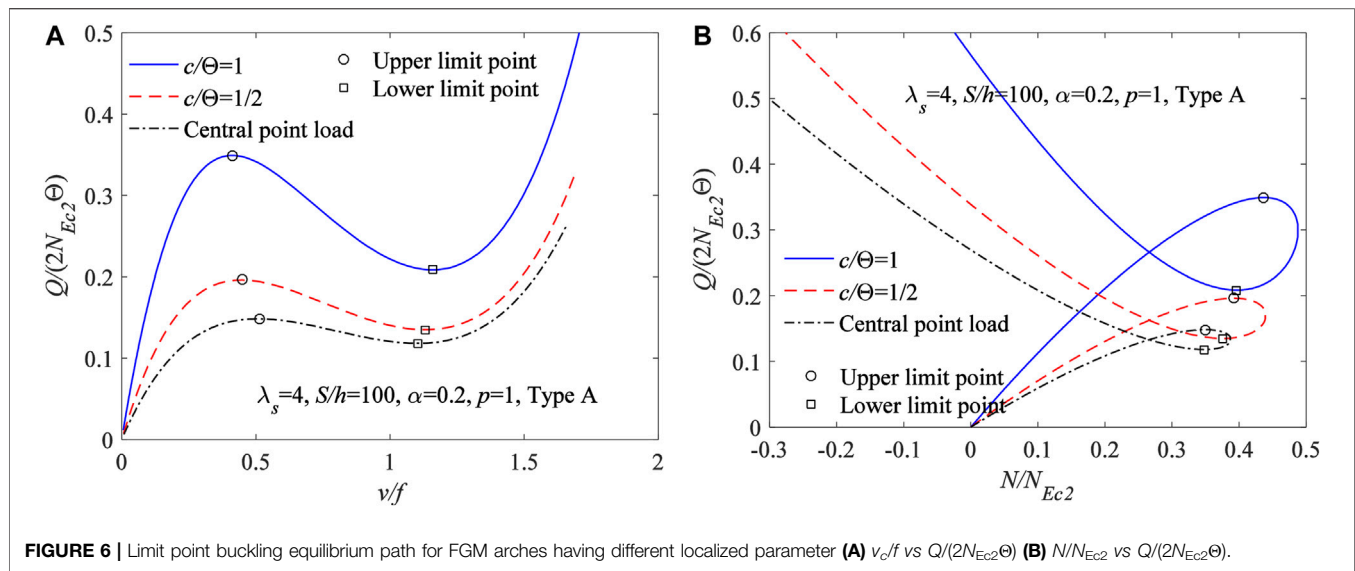 A
0.5
0.4
0.3
0.2
0.1
0
Q/(2N_Ec2Θ)
c/Θ=1
c/Θ=1/2
Central point load
Upper limit point
Lower limit point
λ_s=4, S/h=100, α=0.2, p=1, Type A
0 0.5 1 1.5 2
v/f
B
0.6
0.5
0.4
0.3
0.2
0.1
0
Q/(2N_Ec2Θ)
λ_s=4, S/h=100, α=0.2, p=1, Type A
c/Θ=1
c/Θ=1/2
Central point load
Upper limit point
Lower limit point
-0.3 -0.2 -0.1 0 0.1 0.2 0.3 0.4 0.5
N/N_Ec2
FIGURE 6 | Limit point buckling equilibrium path for FGM arches having different localized parameter (A) v_c/f vs Q/(2N_Ec2Θ) (B) N/N_Ec2 vs Q/(2N_Ec2Θ).